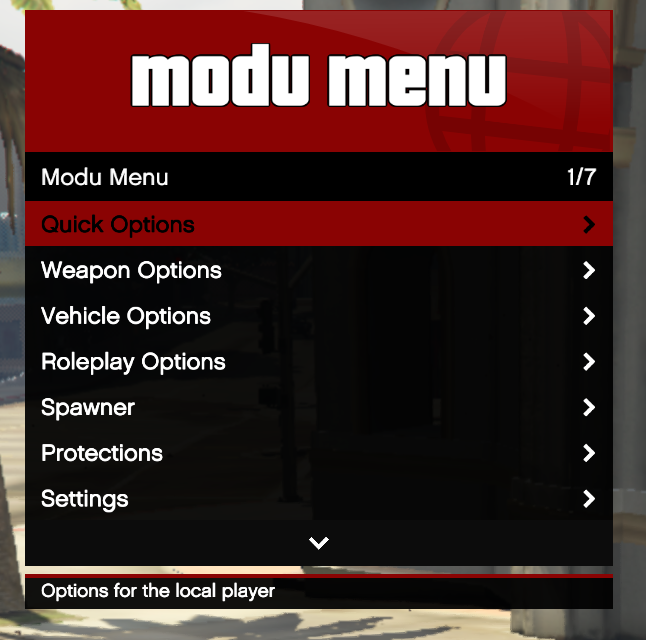 modu menu
Modu Menu 1/7
Quick Options
Weapon Options
Vehicle Options
Roleplay Options
Spawner
Protections
Settings
Options for the local player